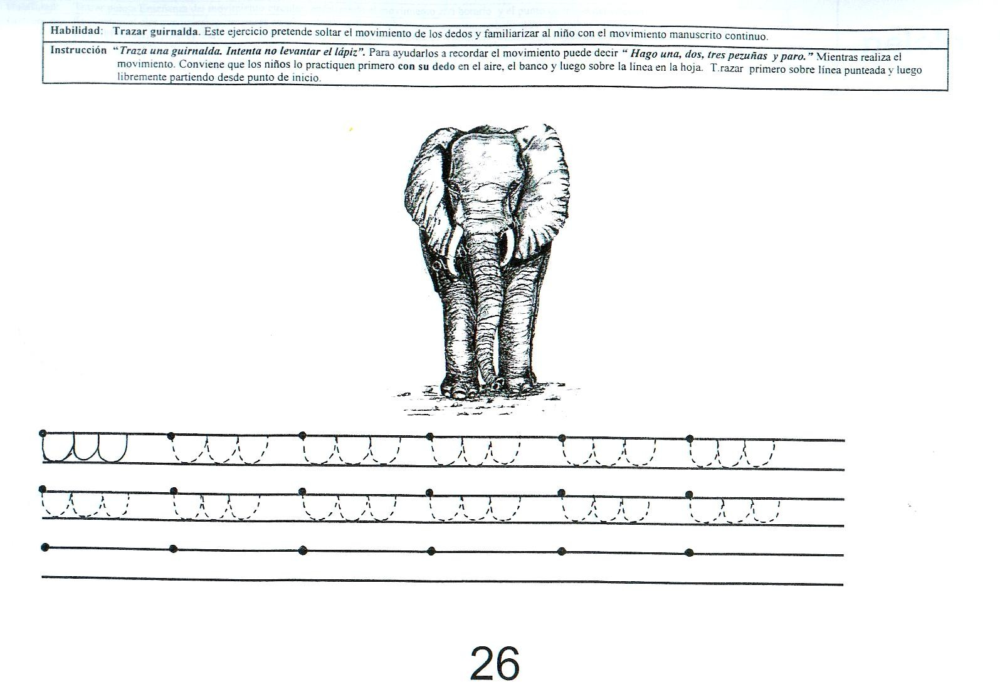 Habilidad: Trazar guirnalda. Este ejercicio pretende soltar el movimiento de los dedos y familiarizar al niño con el movimiento manuscrito continuo.
Instrucción “Traza una guirnalda. Intenta no levantar el lápiz”. Para ayudarlos a recordar el movimiento puede decir “ Hago una, dos, tres pezuñas y paro.” Mientras realiza el
movimiento. Conviene que los niños lo practiquen primero con su dedo en el aire, el banco y luego sobre la línea en la hoja. T.razar primero sobre línea punteada y luego
libremente partiendo desde punto de inicio.
26